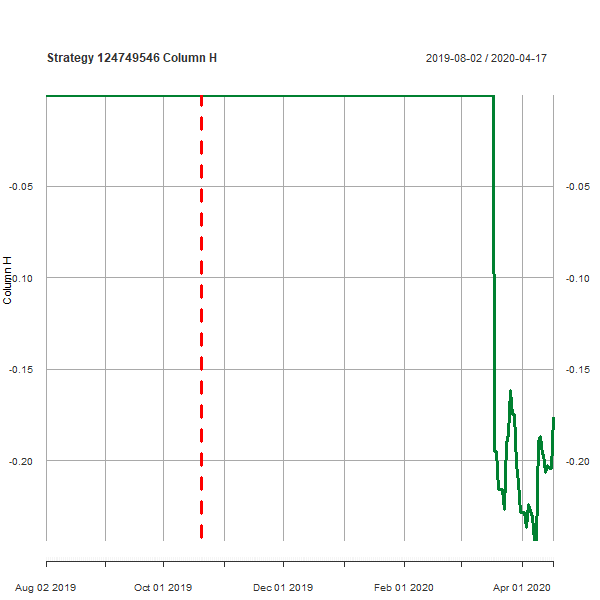 Strategy 124749546 Column H
2019-08-02 / 2020-04-17
-0.05
-0.05
Column H
-0.10
-0.10
-0.15
-0.15
-0.20
-0.20
Aug 02 2019
Oct 01 2019
Dec 01 2019
Feb 01 2020
Apr 01 2020